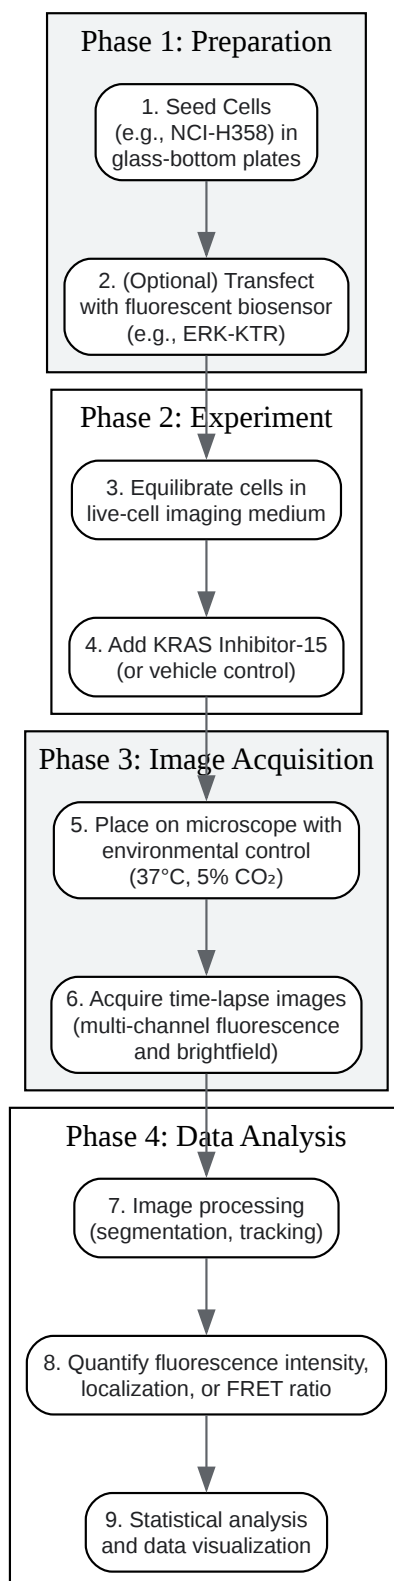 Phase 1: Preparation
1. Seed Cells
(e.g., NCI-H358) in
glass-bottom plates
2. (Optional) Transfect
with fluorescent biosensor
(e.g., ERK-KTR)
Phase 2: Experiment
3. Equilibrate cells in
live-cell imaging medium
4. Add KRAS Inhibitor-15
(or vehicle control)
Phase 3: Image Acquisition
5. Place on microscope with
environmental control
(37°C, 5% CO₂)
6. Acquire time-lapse images
(multi-channel fluorescence
and brightfield)
Phase 4: Data Analysis
7. Image processing
(segmentation, tracking)
8. Quantify fluorescence intensity,
localization, or FRET ratio
9. Statistical analysis
and data visualization